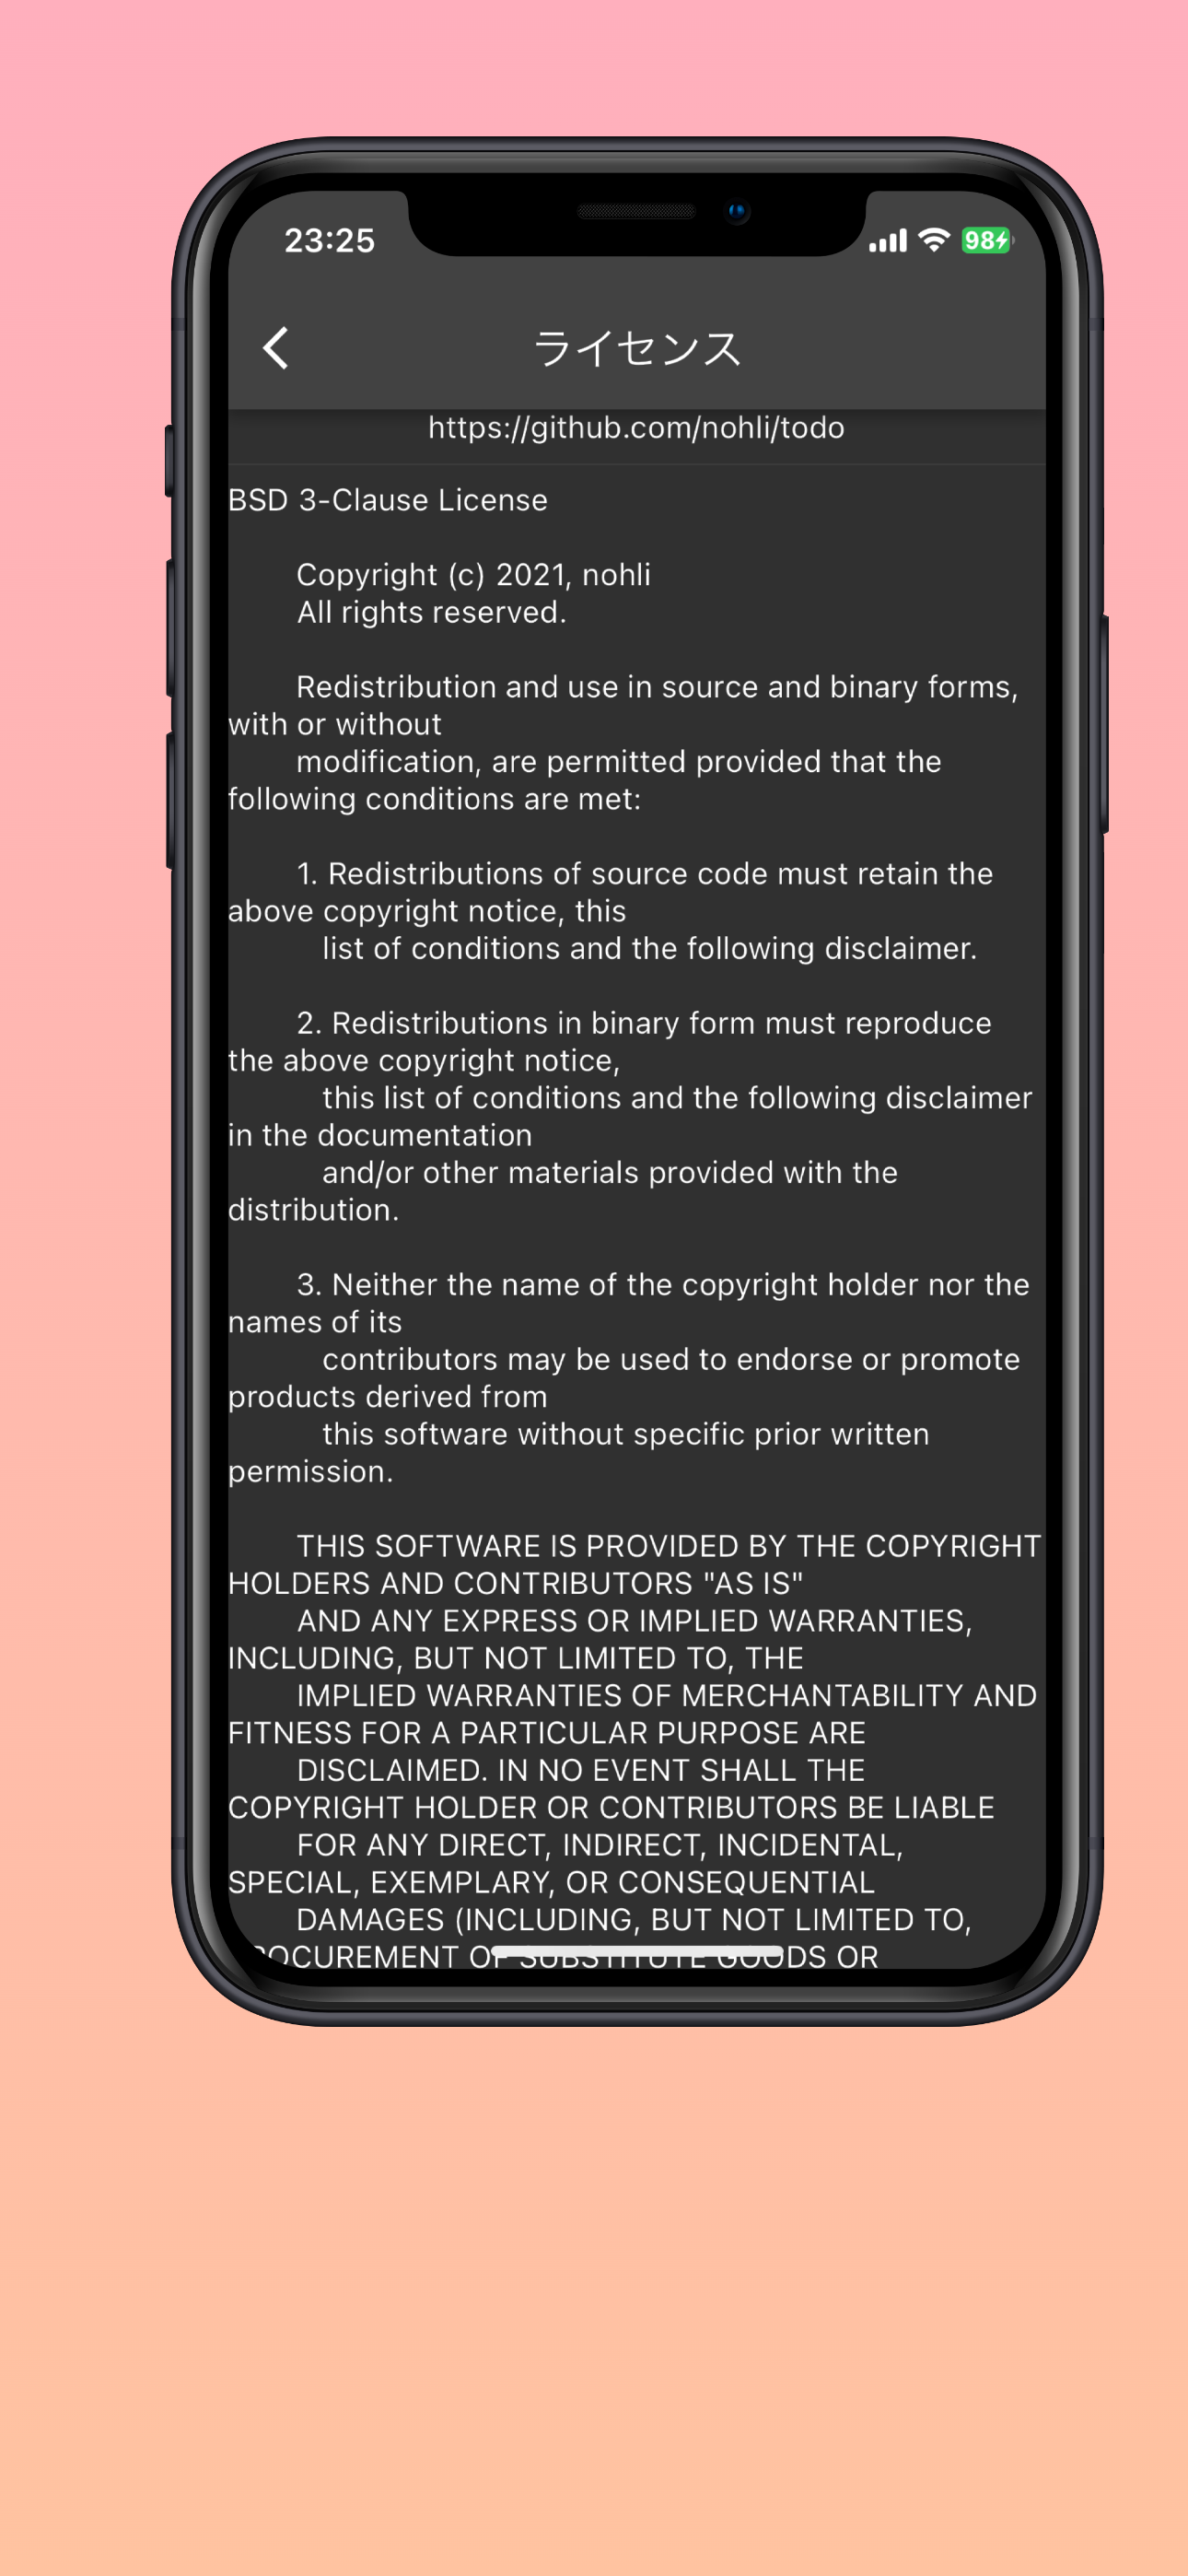 23:25
98
ライセンス
https://github.com/nohli/todo
BSD 3-Clause License
Copyright (c) 2021, nohli
All rights reserved.
Redistribution and use in source and binary forms,
with or without
modification, are permitted provided that the
following conditions are met:
1. Redistributions of source code must retain the
above copyright notice, this
list of conditions and the following disclaimer.
2. Redistributions in binary form must reproduce
the above copyright notice,
this list of conditions and the following disclaimer
in the documentation
and/or other materials provided with the
distribution.
3. Neither the name of the copyright holder nor the
names of its
contributors may be used to endorse or promote
products derived from
this software without specific prior written
permission.
THIS SOFTWARE IS PROVIDED BY THE COPYRIGHT
HOLDERS AND CONTRIBUTORS "AS IS"
AND ANY EXPRESS OR IMPLIED WARRANTIES,
INCLUDING, BUT NOT LIMITED TO, THE
IMPLIED WARRANTIES OF MERCHANTABILITY AND
FITNESS FOR A PARTICULAR PURPOSE ARE
DISCLAIMED. IN NO EVENT SHALL THE
COPYRIGHT HOLDER OR CONTRIBUTORS BE LIABLE
FOR ANY DIRECT, INDIRECT, INCIDENTAL,
SPECIAL, EXEMPLARY, OR CONSEQUENTIAL
DAMAGES (INCLUDING, BUT NOT LIMITED TO,
OF SUBSTITUTE GOODS OR